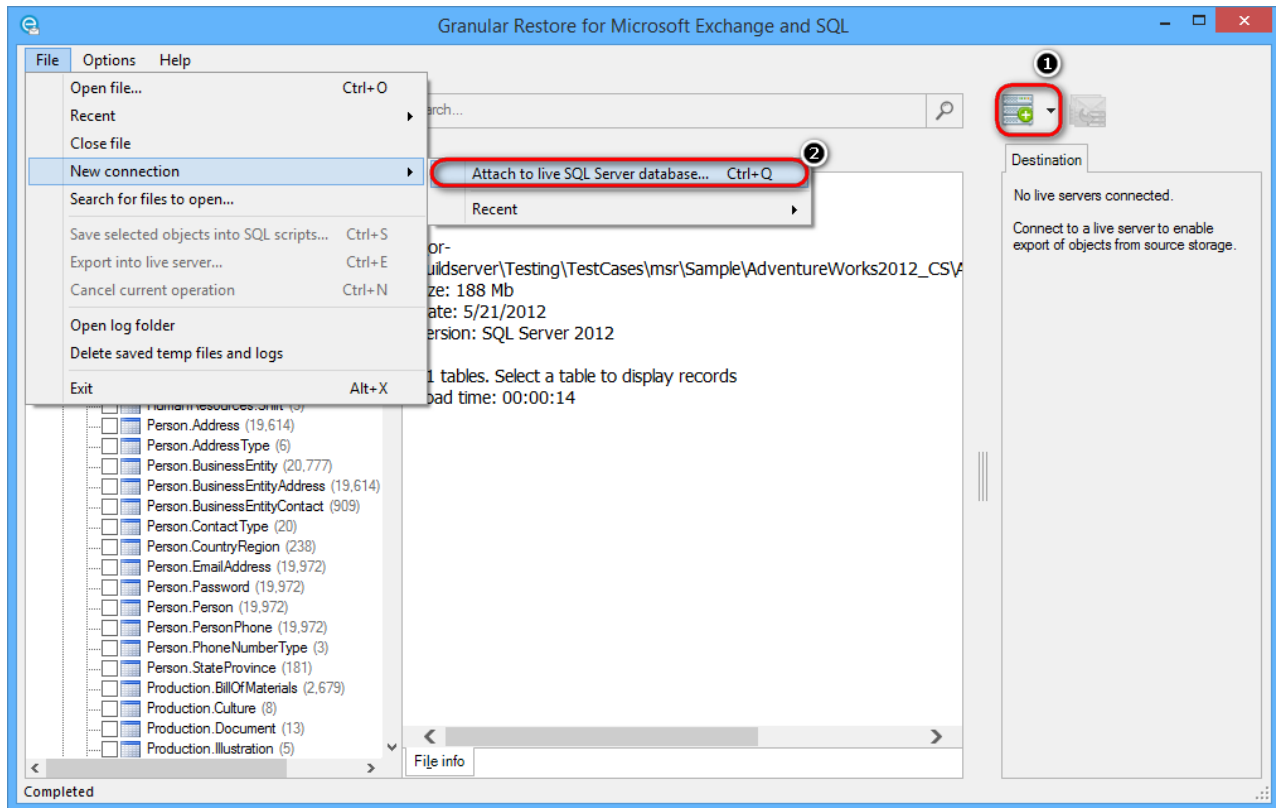 Granular Restore for Microsoft Exchange and SQL
File Options Help
Open file... Ctrl+O
Recent
Close file
New connection
Search for files to open...
Save selected objects into SQL scripts... Ctrl+S
Export into live server... Ctrl+E
Cancel current operation Ctrl+N
Open log folder
Delete saved temp files and logs
Exit Alt+X
Attach to live SQL Server database... Ctrl+Q
Recent
1
2
or-
\Testing\TestCases\msr\Sample\AdventureWorks2012_CS\A
188 Mb
5/21/2012
SQL Server 2012
tables. Select a table to display records
time: 00:00:14
Person.Address (19,614)
Person.AddressType (6)
Person.BusinessEntity (20,777)
Person.BusinessEntityAddress (19,614)
Person.BusinessEntityContact (909)
Person.ContactType (20)
Person.CountryRegion (238)
Person.EmailAddress (19,972)
Person.Password (19,972)
Person.Person (19,972)
Person.PersonPhone (19,972)
Person.PhoneNumberType (3)
Person.StateProvince (181)
Production.BillOfMaterials (2,679)
Production.Culture (8)
Production.Document (13)
Production.Illustration (5)
File info
Destination
No live servers connected.
Connect to a live server to enable
export of objects from source storage.
Completed